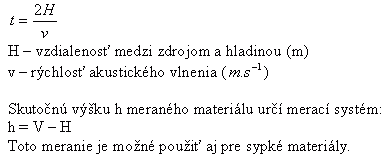 t = 2H / v
H – vzdialenosť medzi zdrojom a hladinou (m)
v – rýchlosť akustického vlnenia ( m.s⁻¹ )
Skutočnú výšku h meraného materiálu určí merací systém:
h = V – H
Toto meranie je možné použiť aj pre sypké materiály.